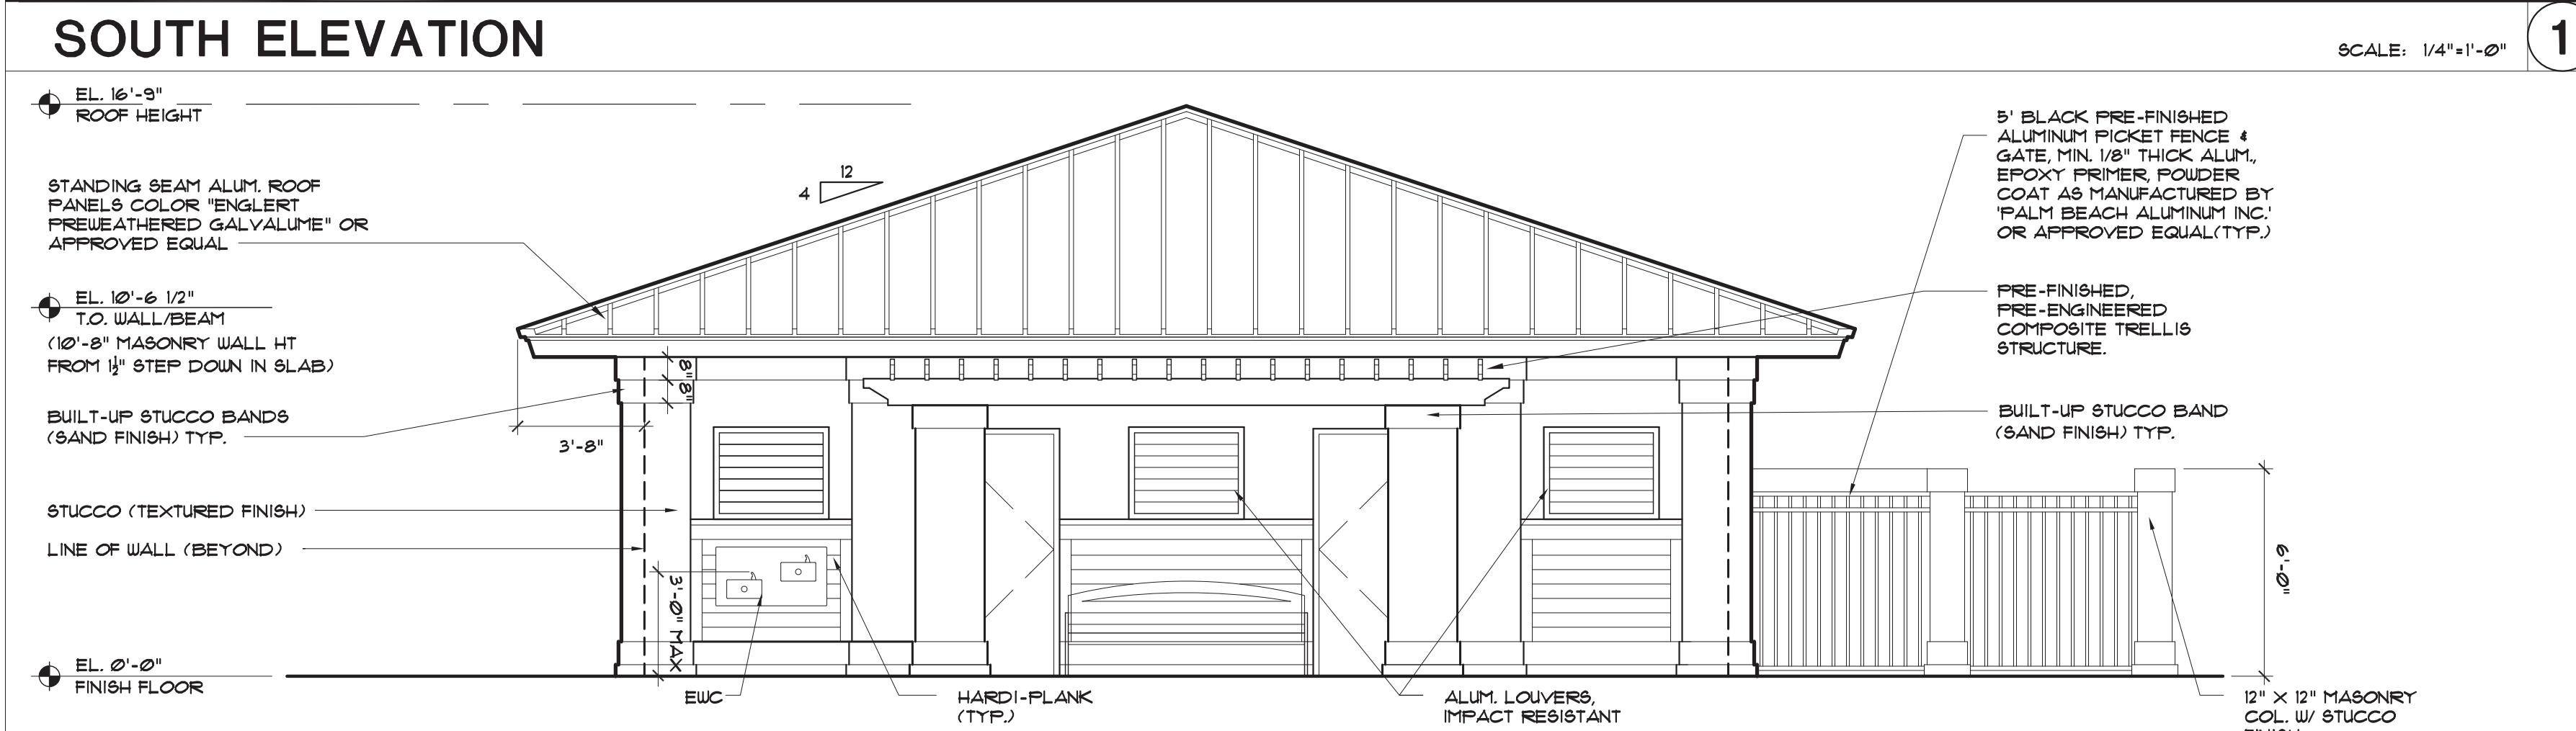 SOUTH ELEVATION
SCALE: 1/4"=1'-0"
1
EL. 16'-9"
ROOF HEIGHT
STANDING SEAM ALUM. ROOF
PANELS COLOR "ENGLERT
PREWEATHERED GALVALUME" OR
APPROVED EQUAL
EL. 10'-6 1/2"
T.O. WALL/BEAM
(10'-8" MASONRY WALL HT
FROM 1½" STEP DOWN IN SLAB)
BUILT-UP STUCCO BANDS
(SAND FINISH) TYP.
STUCCO (TEXTURED FINISH)
LINE OF WALL (BEYOND)
EL. 0'-0"
FINISH FLOOR
12
4
8"
8"
3'-8"
3'-0" MAX
EWC
HARDI-PLANK
(TYP.)
ALUM. LOUVERS,
IMPACT RESISTANT
5' BLACK PRE-FINISHED
ALUMINUM PICKET FENCE &
GATE, MIN. 1/8" THICK ALUM.,
EPOXY PRIMER, POWDER
COAT AS MANUFACTURED BY
'PALM BEACH ALUMINUM INC.'
OR APPROVED EQUAL(TYP.)
PRE-FINISHED,
PRE-ENGINEERED
COMPOSITE TRELLIS
STRUCTURE.
BUILT-UP STUCCO BAND
(SAND FINISH) TYP.
6'-0"
12" X 12" MASONRY
COL. W/ STUCCO